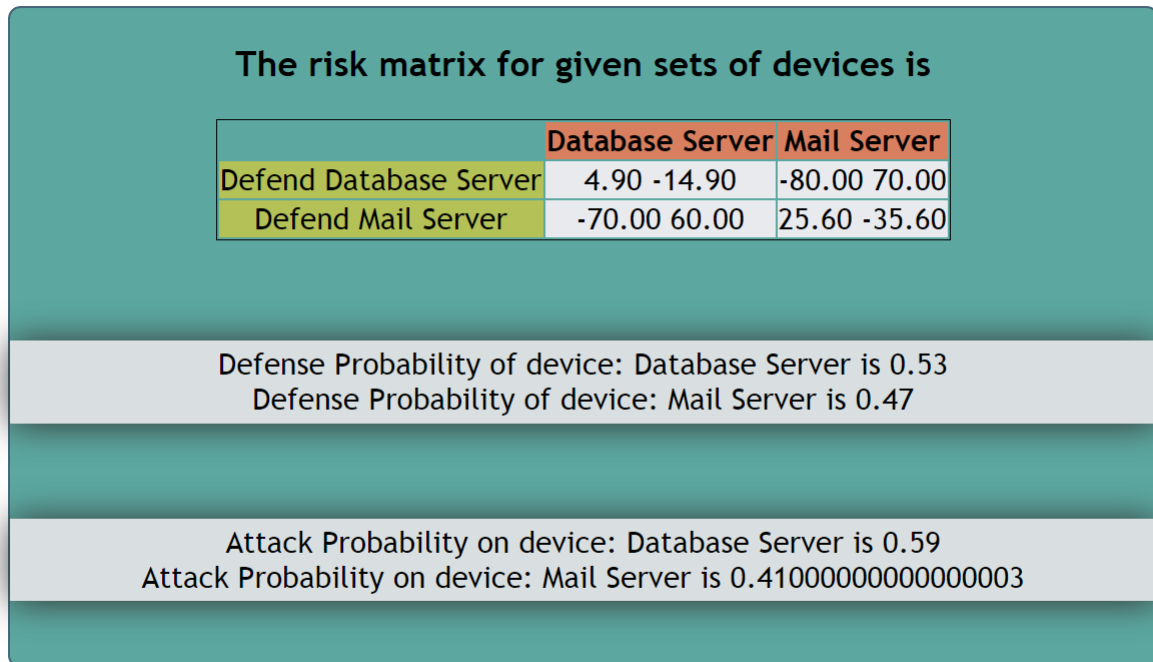 The risk matrix for given sets of devices is
Database Server Mail Server
Defend Database Server 4.90 -14.90 -80.00 70.00
Defend Mail Server -70.00 60.00 25.60 -35.60
Defense Probability of device: Database Server is 0.53
Defense Probability of device: Mail Server is 0.47
Attack Probability on device: Database Server is 0.59
Attack Probability on device: Mail Server is 0.41000000000000003